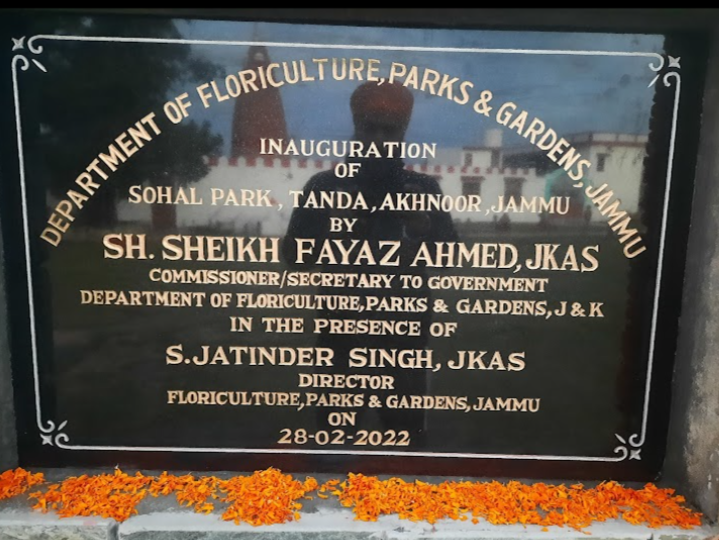 DEPARTMENT OF FLORICULTURE, PARKS & GARDENS, JAMMU
INAUGURATION
OF
SOHAL PARK, TANDA, AKHNOOR, JAMMU
BY
SH. SHEIKH FAYAZ AHMED, JKAS
COMMISSIONER/SECRETARY TO GOVERNMENT
DEPARTMENT OF FLORICULTURE, PARKS & GARDENS, J & K
IN THE PRESENCE OF
S. JATINDER SINGH, JKAS
DIRECTOR
FLORICULTURE, PARKS & GARDENS, JAMMU
ON
28-02-2022